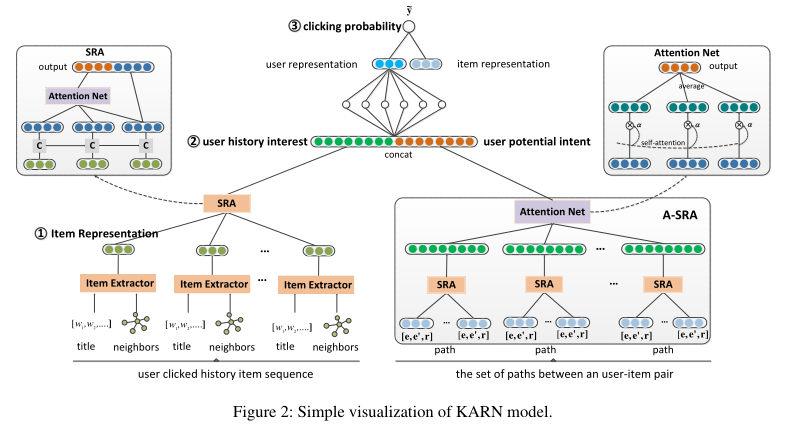 ỹ
③ clicking probability
user representation
item representation
② user history interest
user potential intent
concat
SRA
output
Attention Net
C C C
Attention Net
output
average
α α α
self-attention
SRA
① Item Representation
...
Item Extractor Item Extractor ... Item Extractor
[w₁,w₂,....] [w₁,w₂,....] [w₁,w₂,....]
title neighbors title neighbors title neighbors
user clicked history item sequence
Attention Net
A-SRA
...
SRA SRA ... SRA
... ... ...
[e,e',r] [e,e',r] [e,e',r] [e,e',r] [e,e',r] [e,e',r]
path path path
the set of paths between an user-item pair
Figure 2: Simple visualization of KARN model.